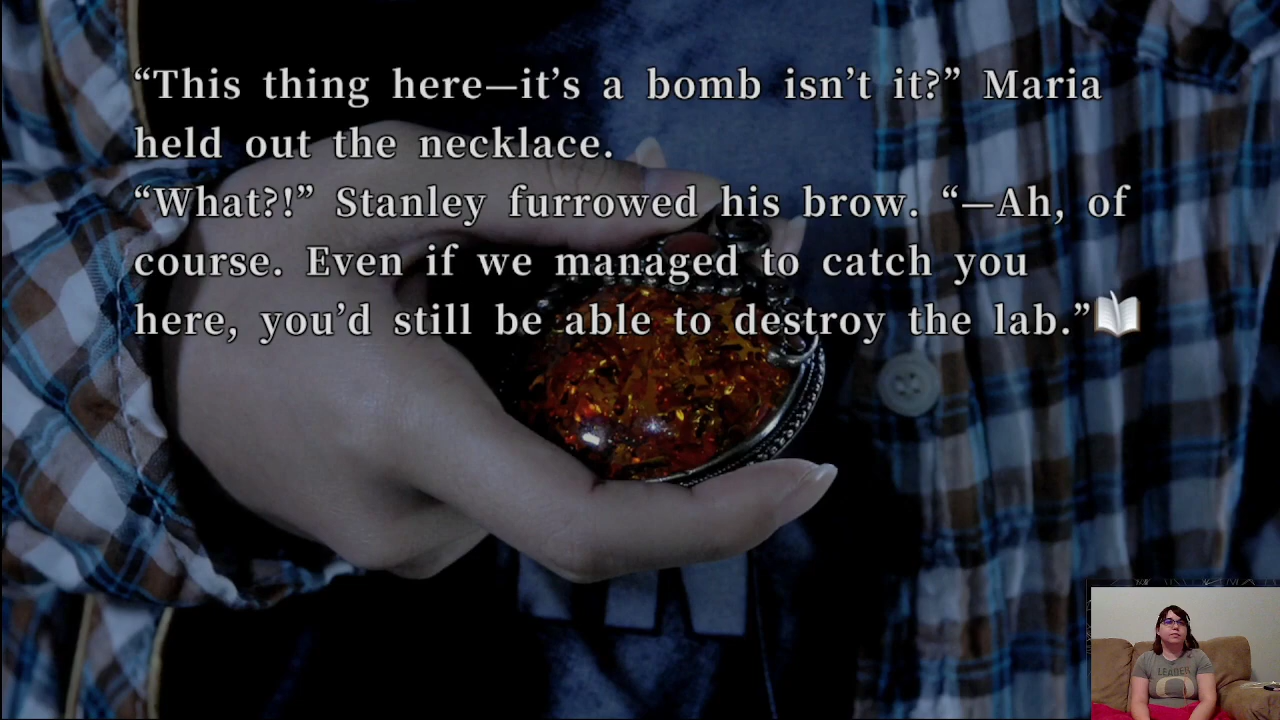 “This thing here—it’s a bomb isn’t it?” Maria
held out the necklace.
“What?!” Stanley furrowed his brow. “—Ah, of
course. Even if we managed to catch you
here, you’d still be able to destroy the lab.”
LEADER